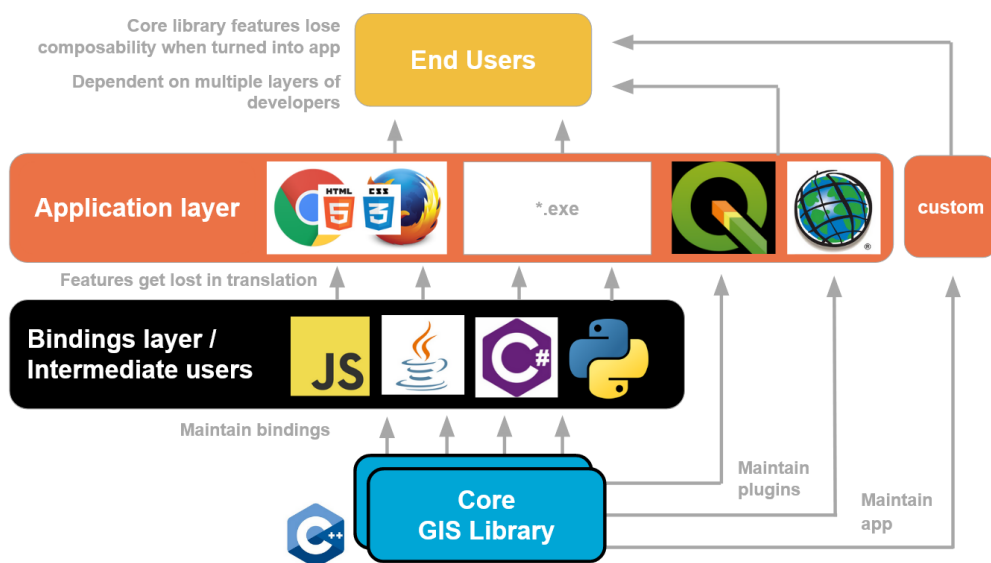 Core library features lose
composability when turned into app
Dependent on multiple layers of
developers
End Users
Application layer
HTML
5
CSS
3
*.exe
®
custom
Features get lost in translation
Bindings layer /
Intermediate users
JS
C#
Maintain bindings
Core
GIS Library
C++
Maintain
plugins
Maintain
app